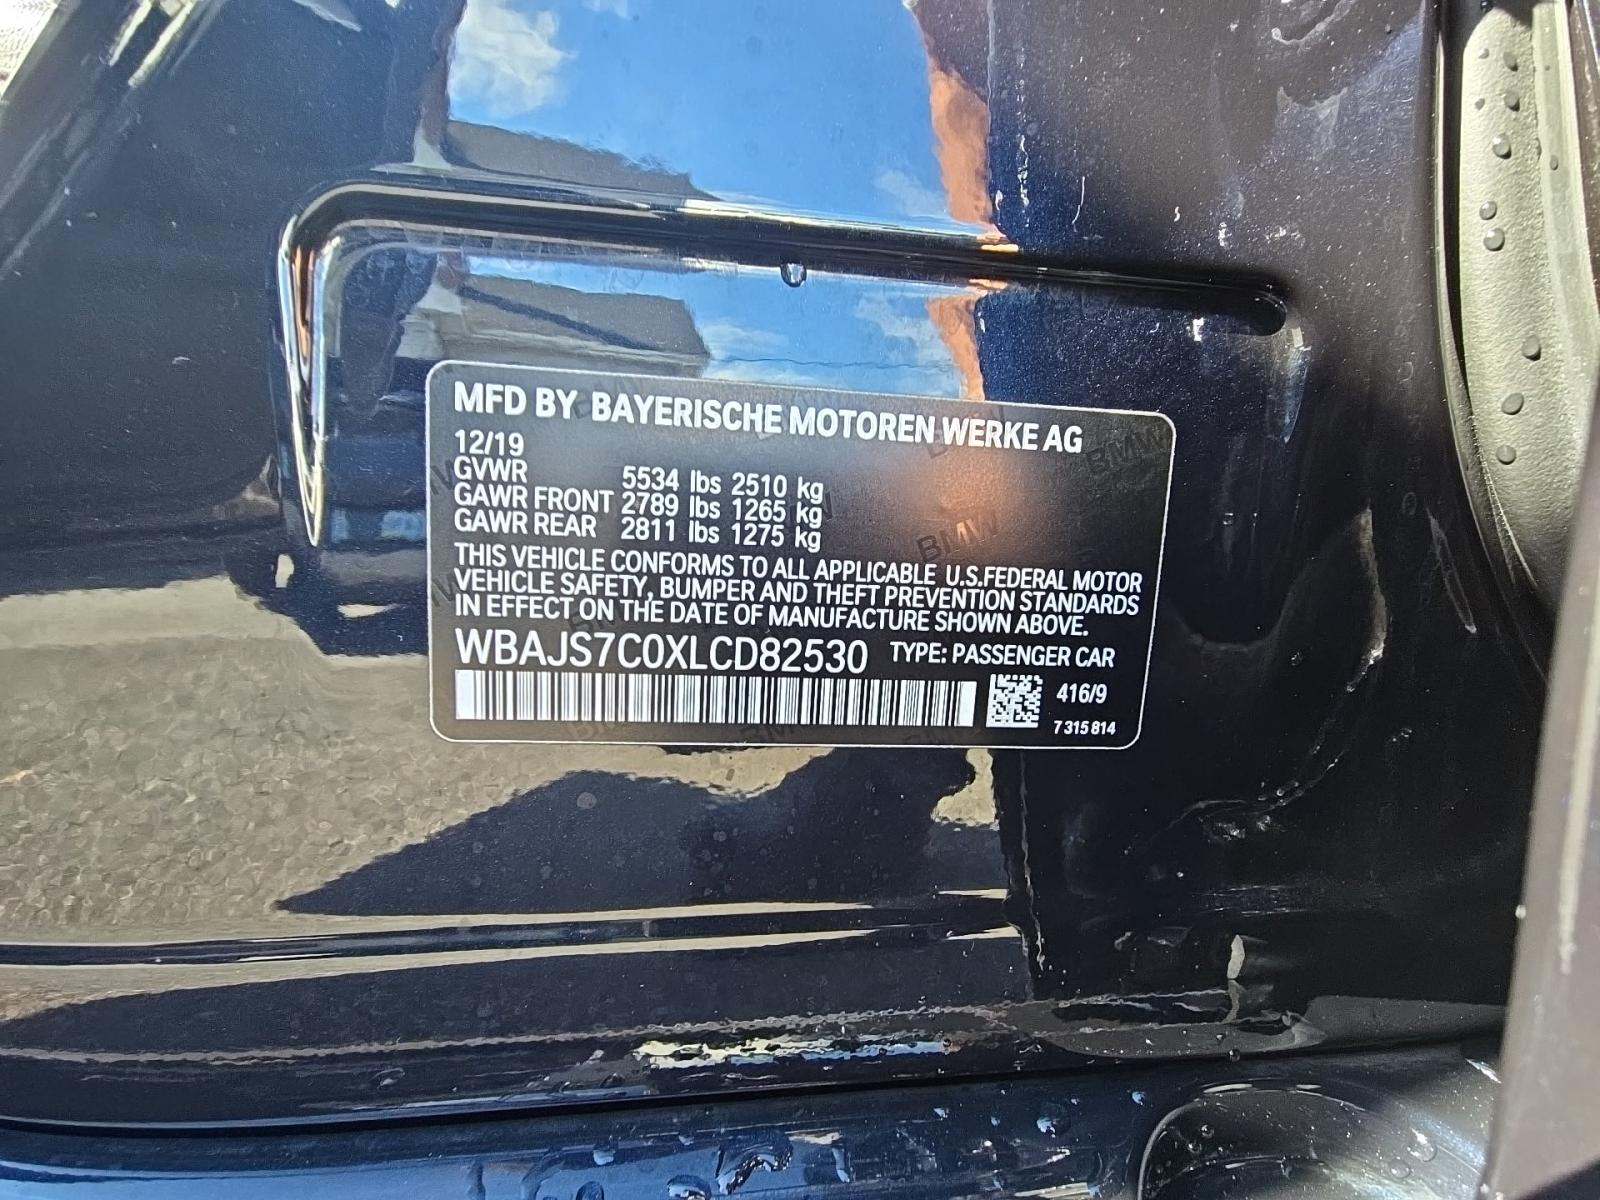 MFD BY BAYERISCHE MOTOREN WERKE AG
12/19
GVWR 5534 lbs 2510 kg
GAWR FRONT 2789 lbs 1265 kg
GAWR REAR 2811 lbs 1275 kg
THIS VEHICLE CONFORMS TO ALL APPLICABLE U.S.FEDERAL MOTOR
VEHICLE SAFETY, BUMPER AND THEFT PREVENTION STANDARDS
IN EFFECT ON THE DATE OF MANUFACTURE SHOWN ABOVE.
WBAJS7C0XLCD82530 TYPE: PASSENGER CAR
416/9
7 315 814
BMW
BMW
BMW